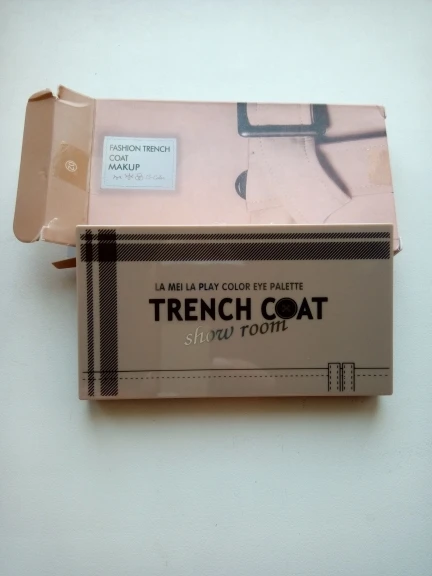 FASHION TRENCH
COAT
MAKUP
LA MEI LA PLAY COLOR EYE PALETTE
TRENCH COAT
show room